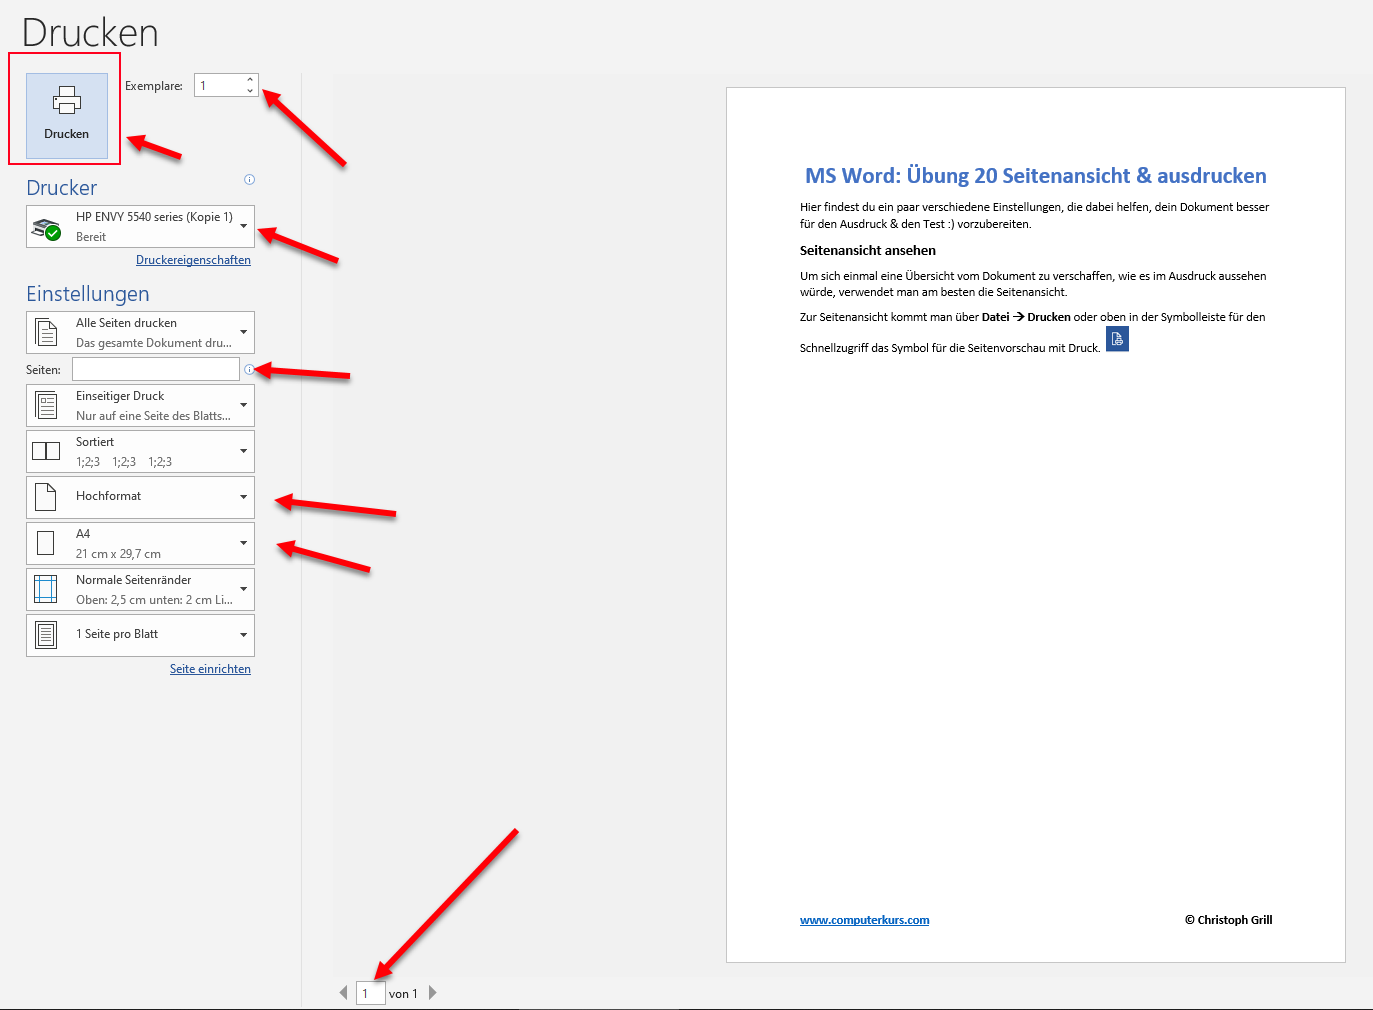 Drucken
Drucken
Exemplare: 1
Drucker
HP ENVY 5540 series (Kopie 1)
Bereit
Druckereigenschaften
Einstellungen
Alle Seiten drucken
Das gesamte Dokument dru...
Seiten:
Einseitiger Druck
Nur auf eine Seite des Blatts...
Sortiert
1;2;3 1;2;3 1;2;3
Hochformat
A4
21 cm x 29,7 cm
Normale Seitenränder
Oben: 2,5 cm unten: 2 cm Li...
1 Seite pro Blatt
Seite einrichten
MS Word: Übung 20 Seitenansicht & ausdrucken
Hier findest du ein paar verschiedene Einstellungen, die dabei helfen, dein Dokument besser
für den Ausdruck & den Test :) vorzubereiten.
Seitenansicht ansehen
Um sich einmal eine Übersicht vom Dokument zu verschaffen, wie es im Ausdruck aussehen
würde, verwendet man am besten die Seitenansicht.
Zur Seitenansicht kommt man über Datei → Drucken oder oben in der Symbolleiste für den
Schnellzugriff das Symbol für die Seitenvorschau mit Druck.
www.computerkurs.com © Christoph Grill
1 von 1